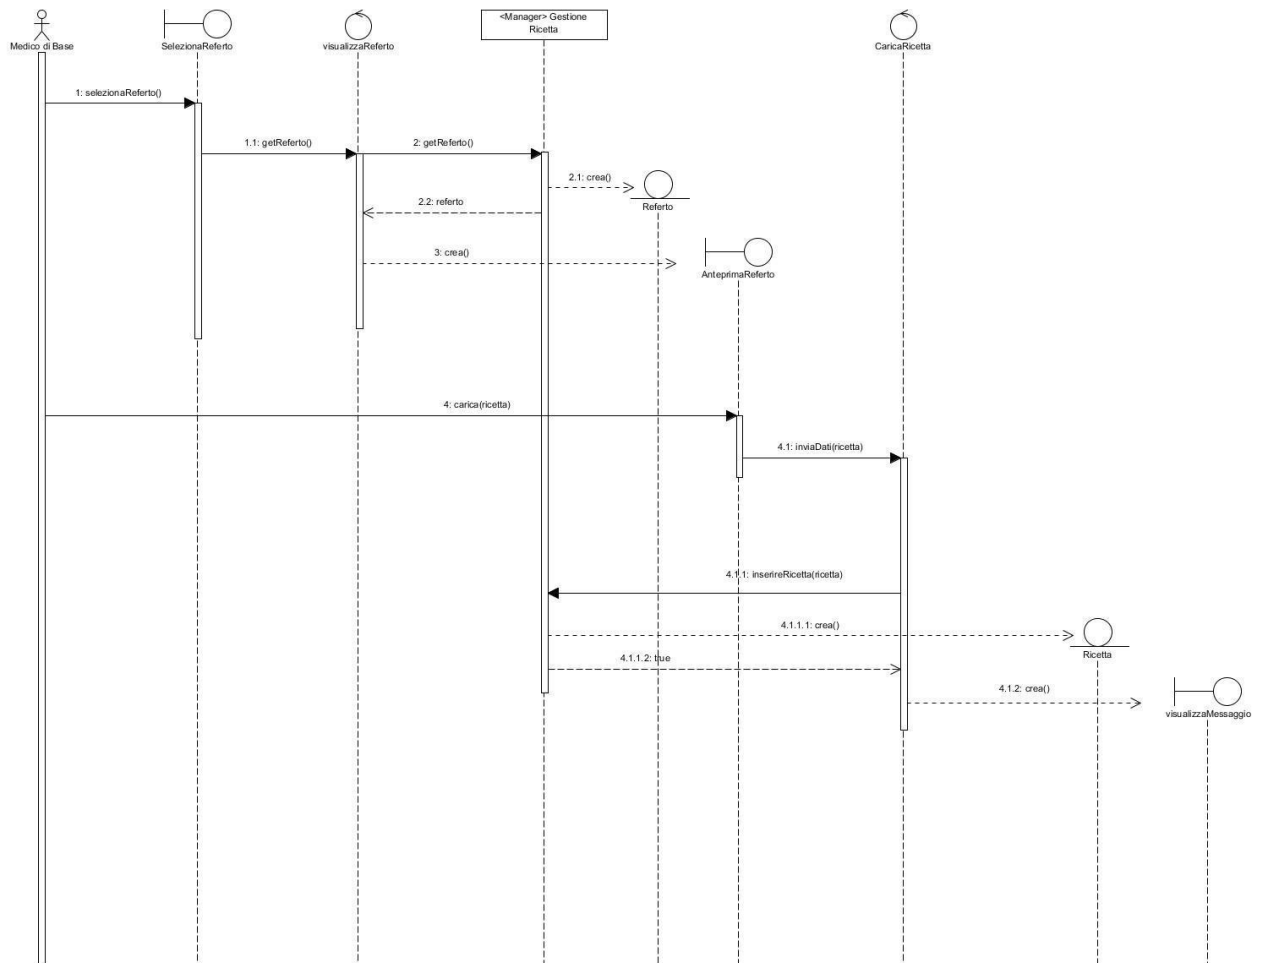 <Manager> Gestione
Ricetta
Medico di Base
SelezionaReferto
visualizzaReferto
CaricaRicetta
1: selezionaReferto()
1.1: getReferto()
2: getReferto()
2.1: crea()
2.2: referto
Referto
3: crea()
AnteprimaReferto
4: carica(ricetta)
4.1: inviaDati(ricetta)
4.1.1: inserireRicetta(ricetta)
4.1.1.1: crea()
4.1.1.2: true
Ricetta
4.1.2: crea()
visualizzaMessaggio